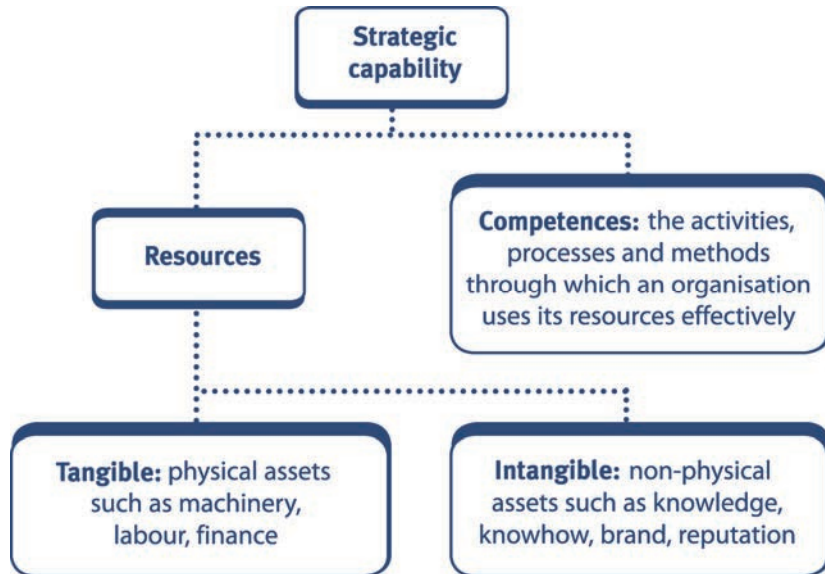 Strategic
capability
Resources
Competences: the activities,
processes and methods
through which an organisation
uses its resources effectively
Tangible: physical assets
such as machinery,
labour, finance
Intangible: non-physical
assets such as knowledge,
knowhow, brand, reputation